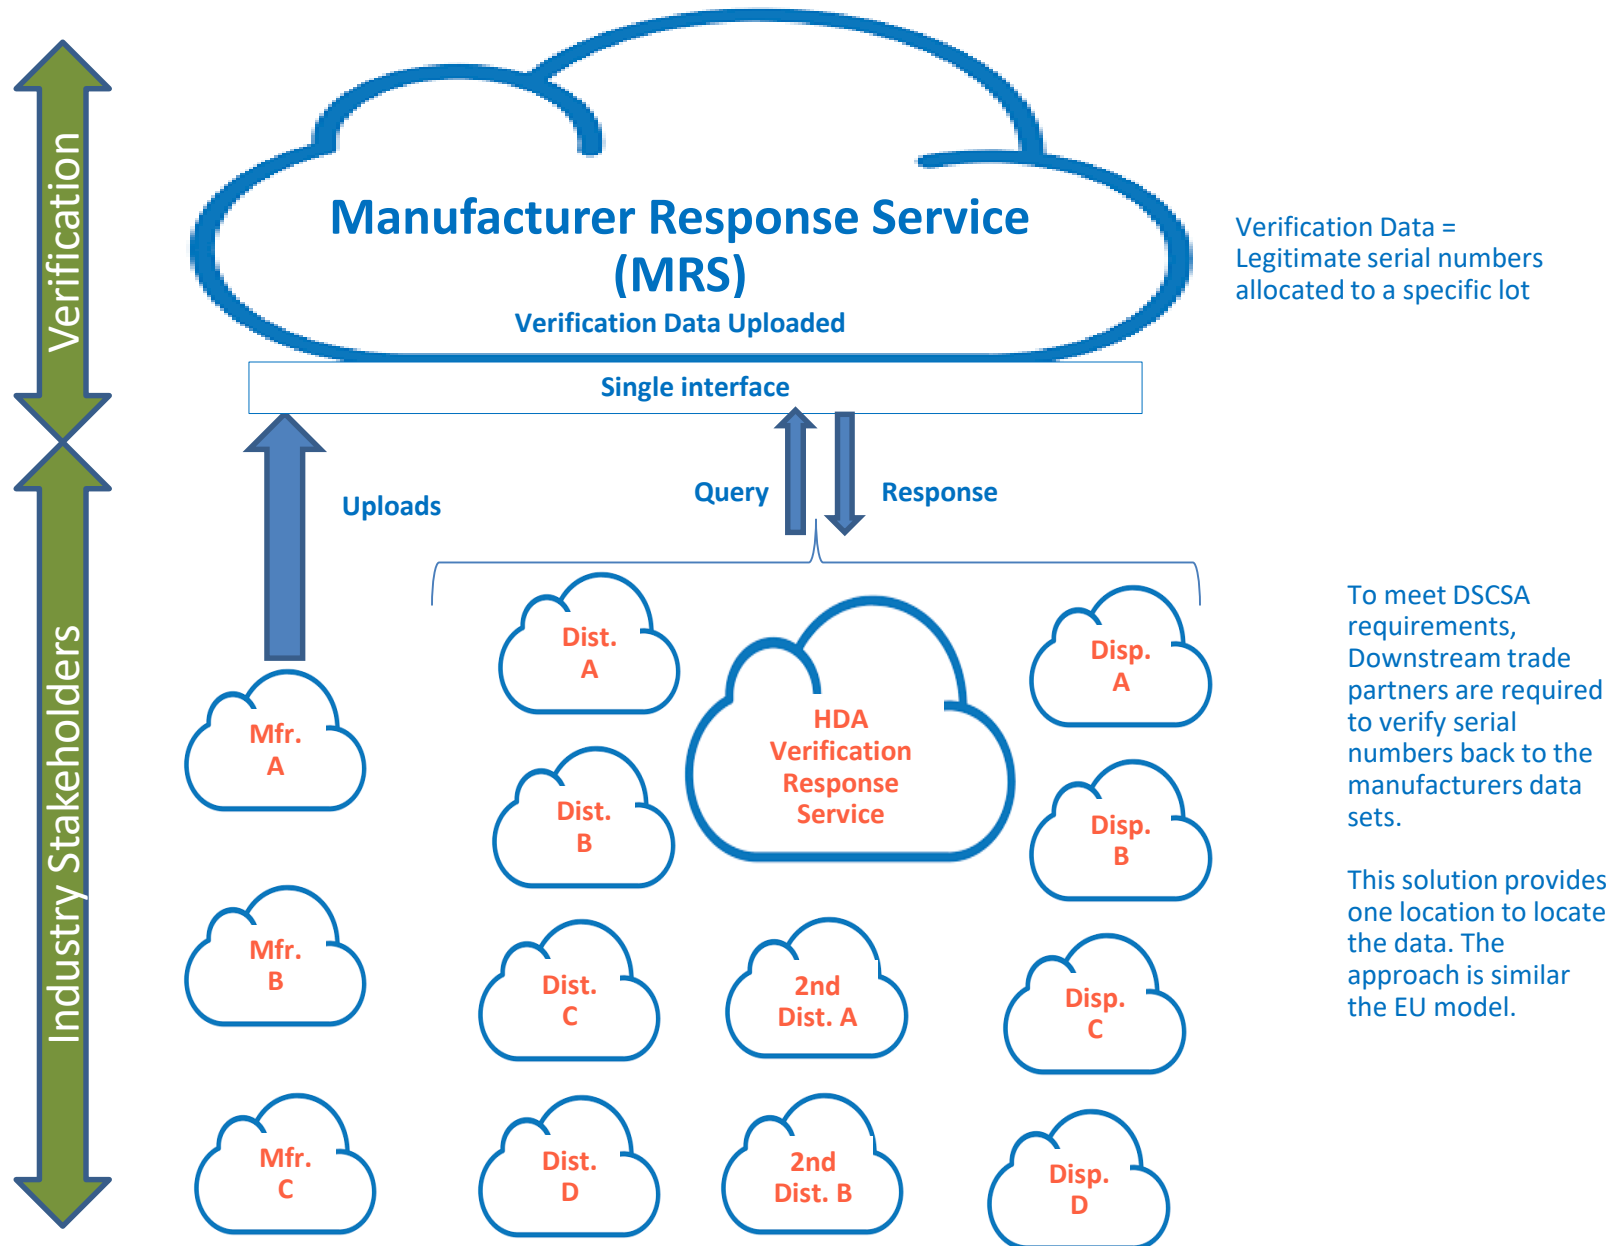 Verification
Manufacturer Response Service
(MRS)
Verification Data Uploaded
Single interface
Verification Data =
Legitimate serial numbers
allocated to a specific lot
Industry Stakeholders
Uploads
Query
Response
Mfr.
A
Mfr.
B
Mfr.
C
Dist.
A
Dist.
B
Dist.
C
Dist.
D
HDA
Verification
Response
Service
2nd
Dist. A
2nd
Dist. B
Disp.
A
Disp.
B
Disp.
C
Disp.
D
To meet DSCSA
requirements,
Downstream trade
partners are required
to verify serial
numbers back to the
manufacturers data
sets.
This solution provides
one location to locate
the data. The
approach is similar
the EU model.